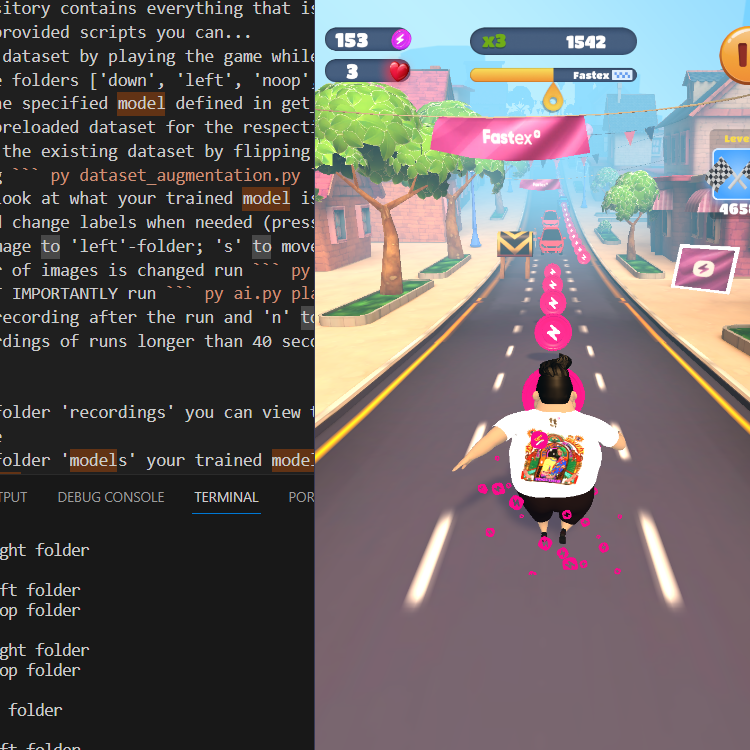 sitory contains everything that is
provided scripts you can...
dataset by playing the game while
e folders ['down', 'left', 'noop'
he specified model defined in get_
preloaded dataset for the respecti
the existing dataset by flipping
g ``` py dataset_augmentation.py
look at what your trained model is
d change labels when needed (press
mage to 'left'-folder; 's' to move
r of images is changed run ``` py
T IMPORTANTLY run ``` py ai.py pla
recording after the run and 'n' to
rdings of runs longer than 40 seco
folder 'recordings' you can view t
e
folder 'models' your trained model
TPUT DEBUG CONSOLE TERMINAL POR
ght folder
ft folder
op folder
ght folder
op folder
folder
ft folder
153
x3 1542
3
Fastex
Fastex
Level
4658